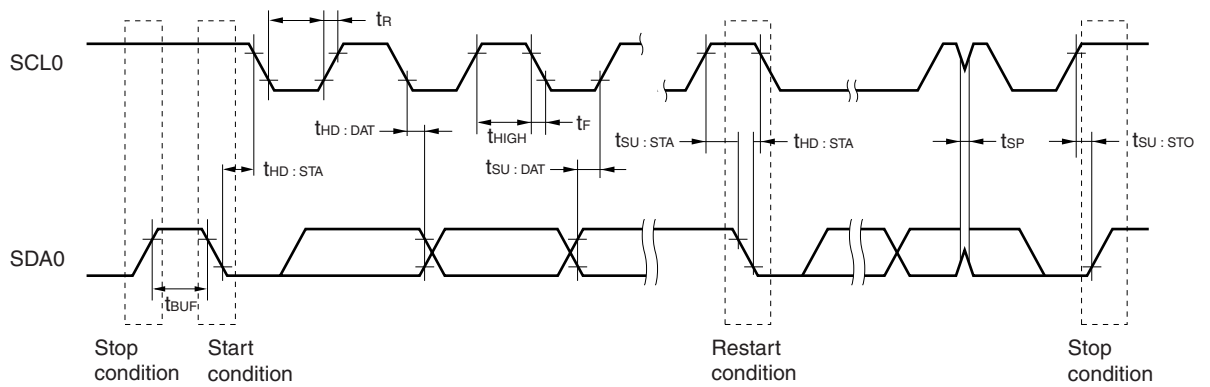 tR
SCL0
tHD : DAT
tHIGH
tF
tSU : STA
tHD : STA
tSP
tSU : STO
tHD : STA
tSU : DAT
SDA0
tBUF
Stop
condition
Start
condition
Restart
condition
Stop
condition